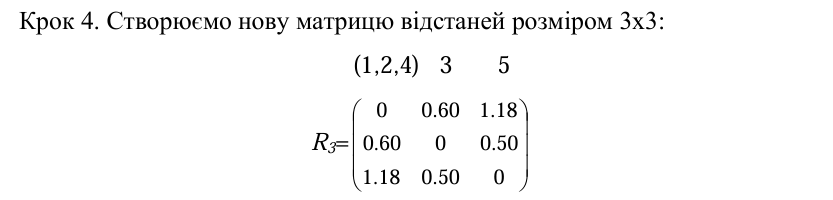 Крок 4. Створюємо нову матрицю відстаней розміром 3x3:
(1,2,4) 3 5
0 0.60 1.18
R3= 0.60 0 0.50
1.18 0.50 0